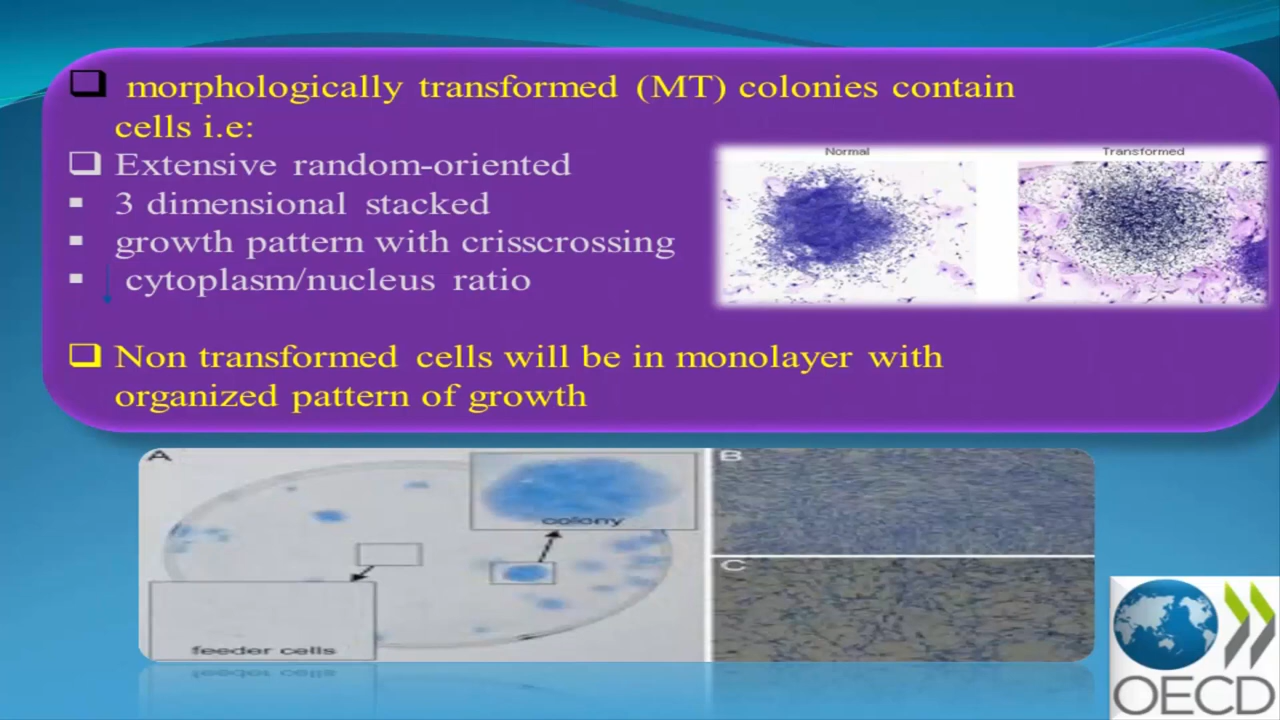 morphologically transformed (MT) colonies contain
cells i.e:
Extensive random-oriented
3 dimensional stacked
growth pattern with crisscrossing
cytoplasm/nucleus ratio
Normal
Transformed
Non transformed cells will be in monolayer with
organized pattern of growth
A
colony
feeder cells
B
C
OECD